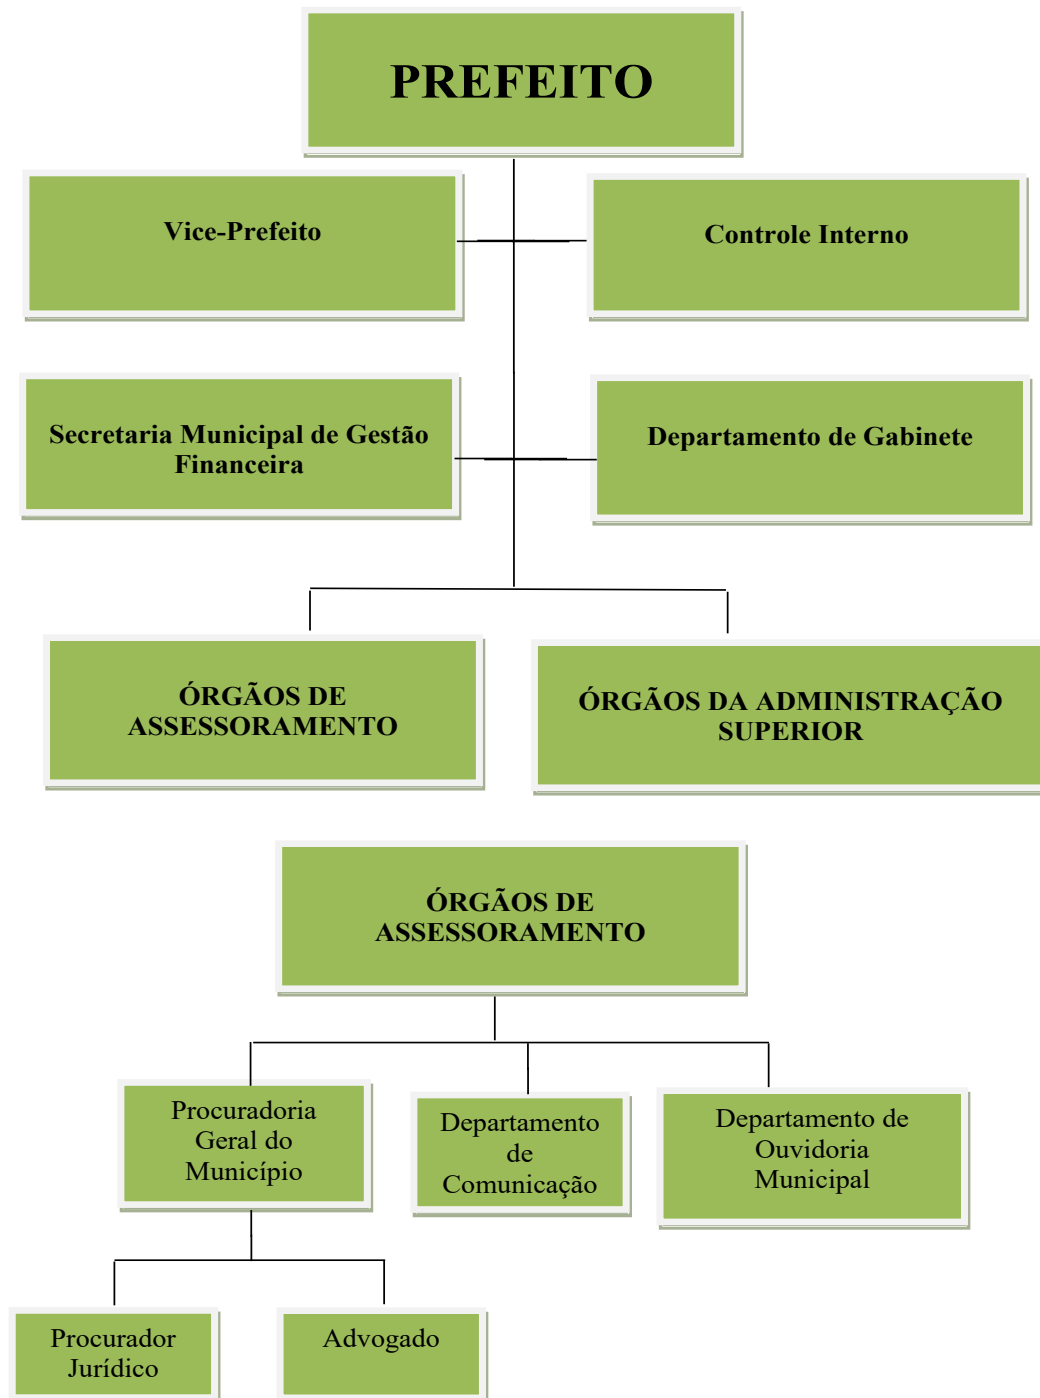 PREFEITO
Vice-Prefeito
Controle Interno
Secretaria Municipal de Gestão
Financeira
Departamento de Gabinete
ÓRGÃOS DE
ASSESSORAMENTO
ÓRGÃOS DA ADMINISTRAÇÃO
SUPERIOR
ÓRGÃOS DE
ASSESSORAMENTO
Procuradoria
Geral do
Município
Departamento
de
Comunicação
Departamento de
Ouvidoria
Municipal
Procurador
Jurídico
Advogado